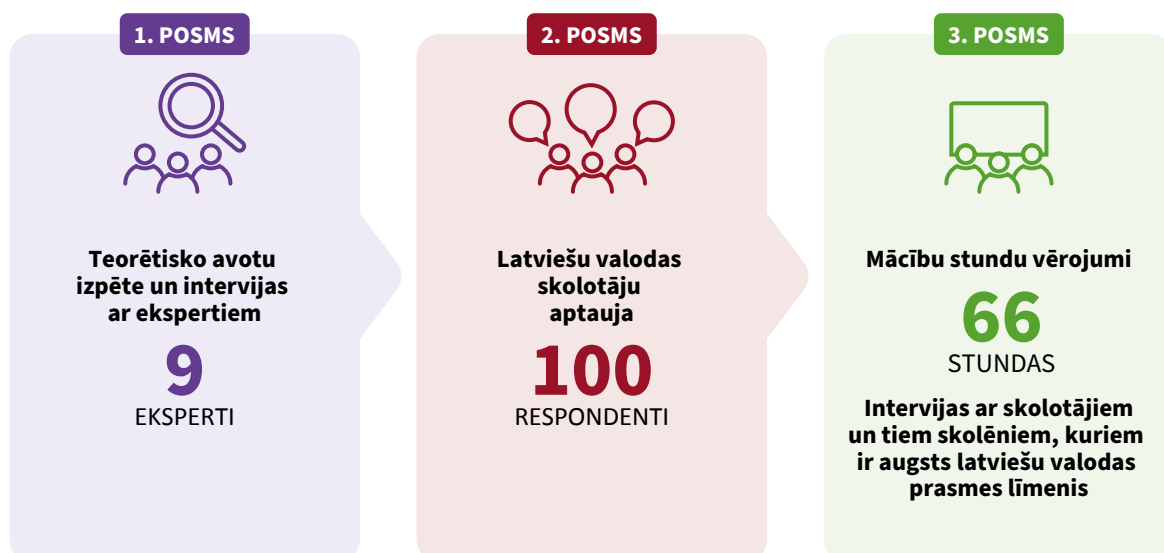 1. POSMS
Teorētisko avotu
izpēte un intervijas
ar ekspertiem
9
EKSPERTI
2. POSMS
Latviešu valodas
skolotāju
aptauja
100
RESPONDENTI
3. POSMS
Mācību stundu vērojumi
66
STUNDAS
Intervijas ar skolotājiem
un tiem skolēniem, kuriem
ir augsts latviešu valodas
prasmes līmenis